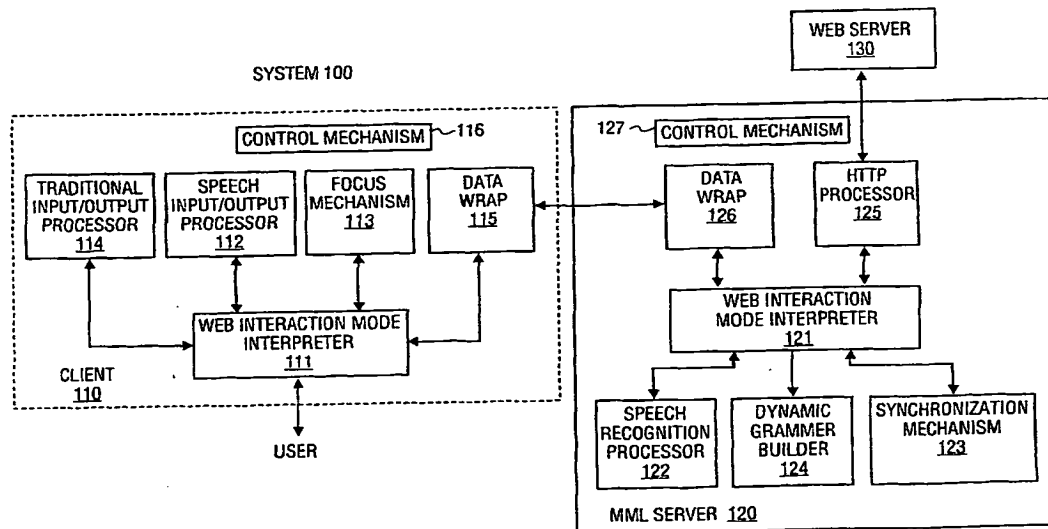 WEB SERVER
130
SYSTEM 100
CONTROL MECHANISM
116
TRADITIONAL
INPUT/OUTPUT
PROCESSOR
114
SPEECH
INPUT/OUTPUT
PROCESSOR
112
FOCUS
MECHANISM
113
DATA
WRAP
115
WEB INTERACTION MODE
INTERPRETER
111
CLIENT
110
USER
127
CONTROL MECHANISM
DATA
WRAP
126
HTTP
PROCESSOR
125
WEB INTERACTION
MODE INTERPRETER
121
SPEECH
RECOGNITION
PROCESSOR
122
DYNAMIC
GRAMMER
BUILDER
124
SYNCHRONIZATION
MECHANISM
123
MML SERVER 120